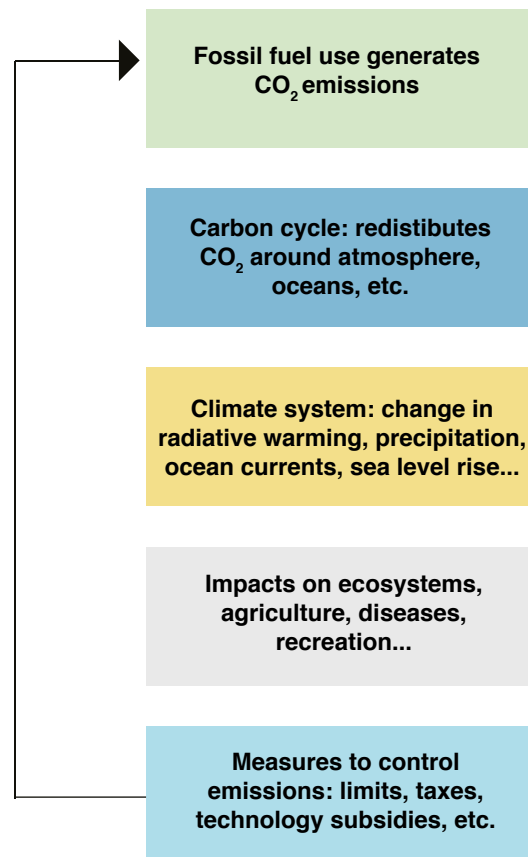 Fossil fuel use generates
CO₂ emissions
Carbon cycle: redistibutes
CO₂ around atmosphere,
oceans, etc.
Climate system: change in
radiative warming, precipitation,
ocean currents, sea level rise...
Impacts on ecosystems,
agriculture, diseases,
recreation...
Measures to control
emissions: limits, taxes,
technology subsidies, etc.